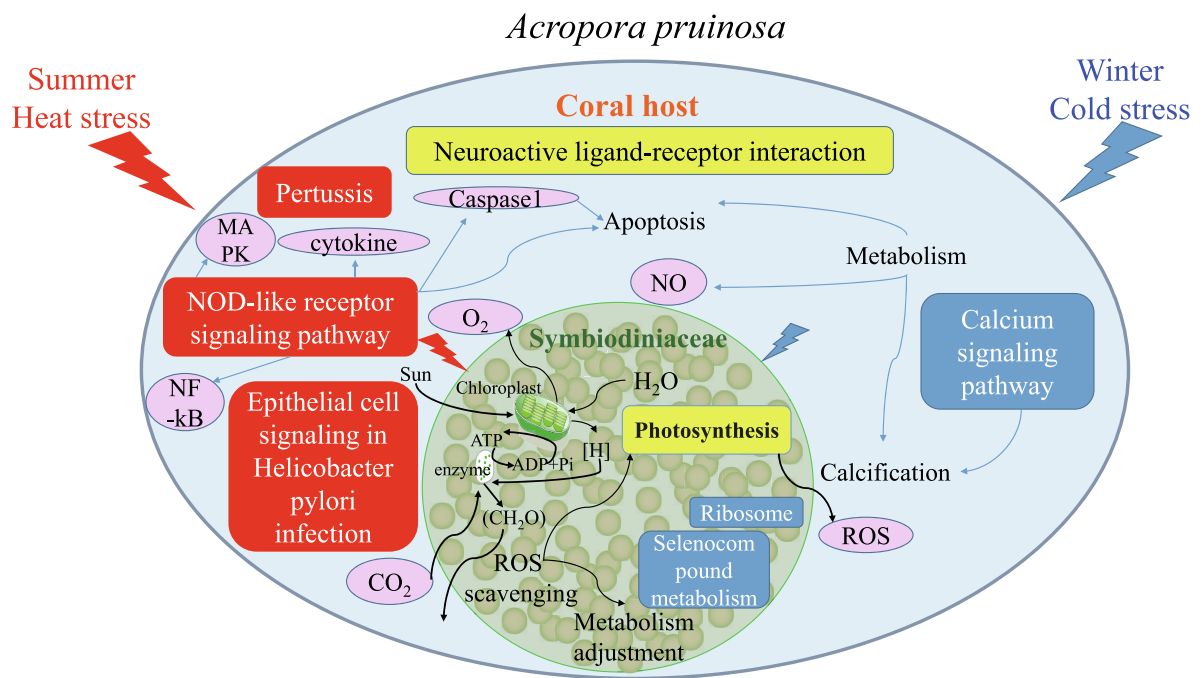 Acropora pruinosa
Summer
Heat stress
Winter
Cold stress
Coral host
Neuroactive ligand-receptor interaction
Pertussis
Caspase1
Apoptosis
MA
PK
cytokine
Metabolism
NOD-like receptor
signaling pathway
NO
O₂
Calcium
signaling
pathway
Symbiodiniaceae
NF
-kB
Sun
Chloroplast
H₂O
Epithelial cell
signaling in
Helicobacter
pylori
infection
Photosynthesis
ATP
ADP+Pi
[H]
enzyme
Calcification
(CH₂O)
Ribosome
ROS
Selenocom
pound
metabolism
ROS
scavenging
CO₂
Metabolism
adjustment